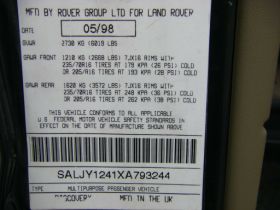 MFD BY ROVER GROUP LTD FOR LAND ROVER
DATE 05/98
GVWR 2730 KG (6019 LBS)
GAWR FRONT 1210 KG (2668 LBS) 7JX16 RIMS WITH
235/70R16 TIRES AT 179 KPA (26 PSI) COLD
OR 205/R16 TIRES AT 193 KPA (28 PSI) COLD
GAWR REAR 1620 KG (3572 LBS) 7JX16 RIMS WITH
235/70R16 TIRES AT 248 KPA (36 PSI) COLD
OR 205/R16 TIRES AT 262 KPA (38 PSI) COLD
THIS VEHICLE CONFORMS TO ALL APPLICABLE
U.S FEDERAL MOTOR VEHICLE SAFETY STANDARDS IN
EFFECT ON THE DATE OF MANUFACTURE SHOWN ABOVE
SALJY1241XA793244
TYPE MULTIPURPOSE PASSENGER VEHICLE
DISCOVERY MFD IN THE UK